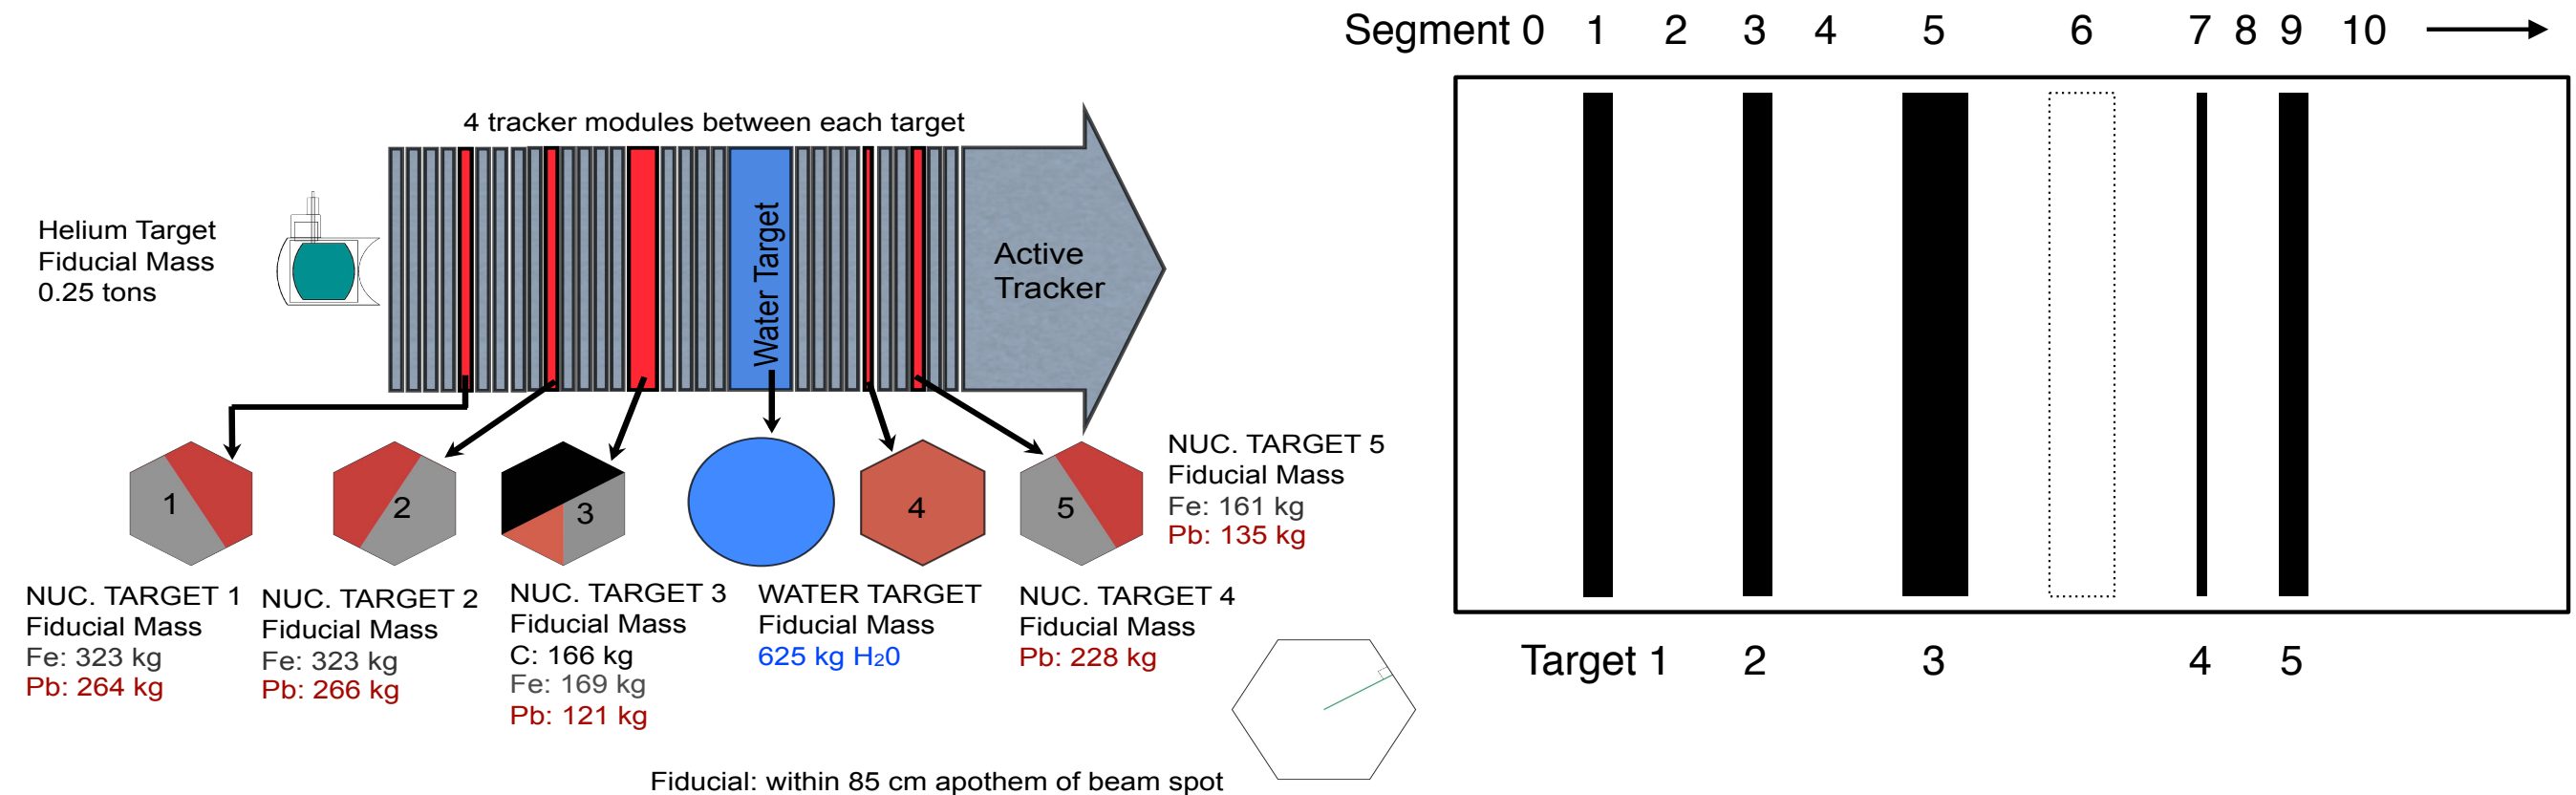 Segment 0 1 2 3 4 5 6 7 8 9 10
4 tracker modules between each target
Helium Target
Fiducial Mass
0.25 tons
Water Target
Active
Tracker
1
2
3
4
5
NUC. TARGET 1
Fiducial Mass
Fe: 323 kg
Pb: 264 kg
NUC. TARGET 2
Fiducial Mass
Fe: 323 kg
Pb: 266 kg
NUC. TARGET 3
Fiducial Mass
C: 166 kg
Fe: 169 kg
Pb: 121 kg
WATER TARGET
Fiducial Mass
625 kg H₂0
NUC. TARGET 4
Fiducial Mass
Pb: 228 kg
NUC. TARGET 5
Fiducial Mass
Fe: 161 kg
Pb: 135 kg
Target 1 2 3 4 5
Fiducial: within 85 cm apothem of beam spot